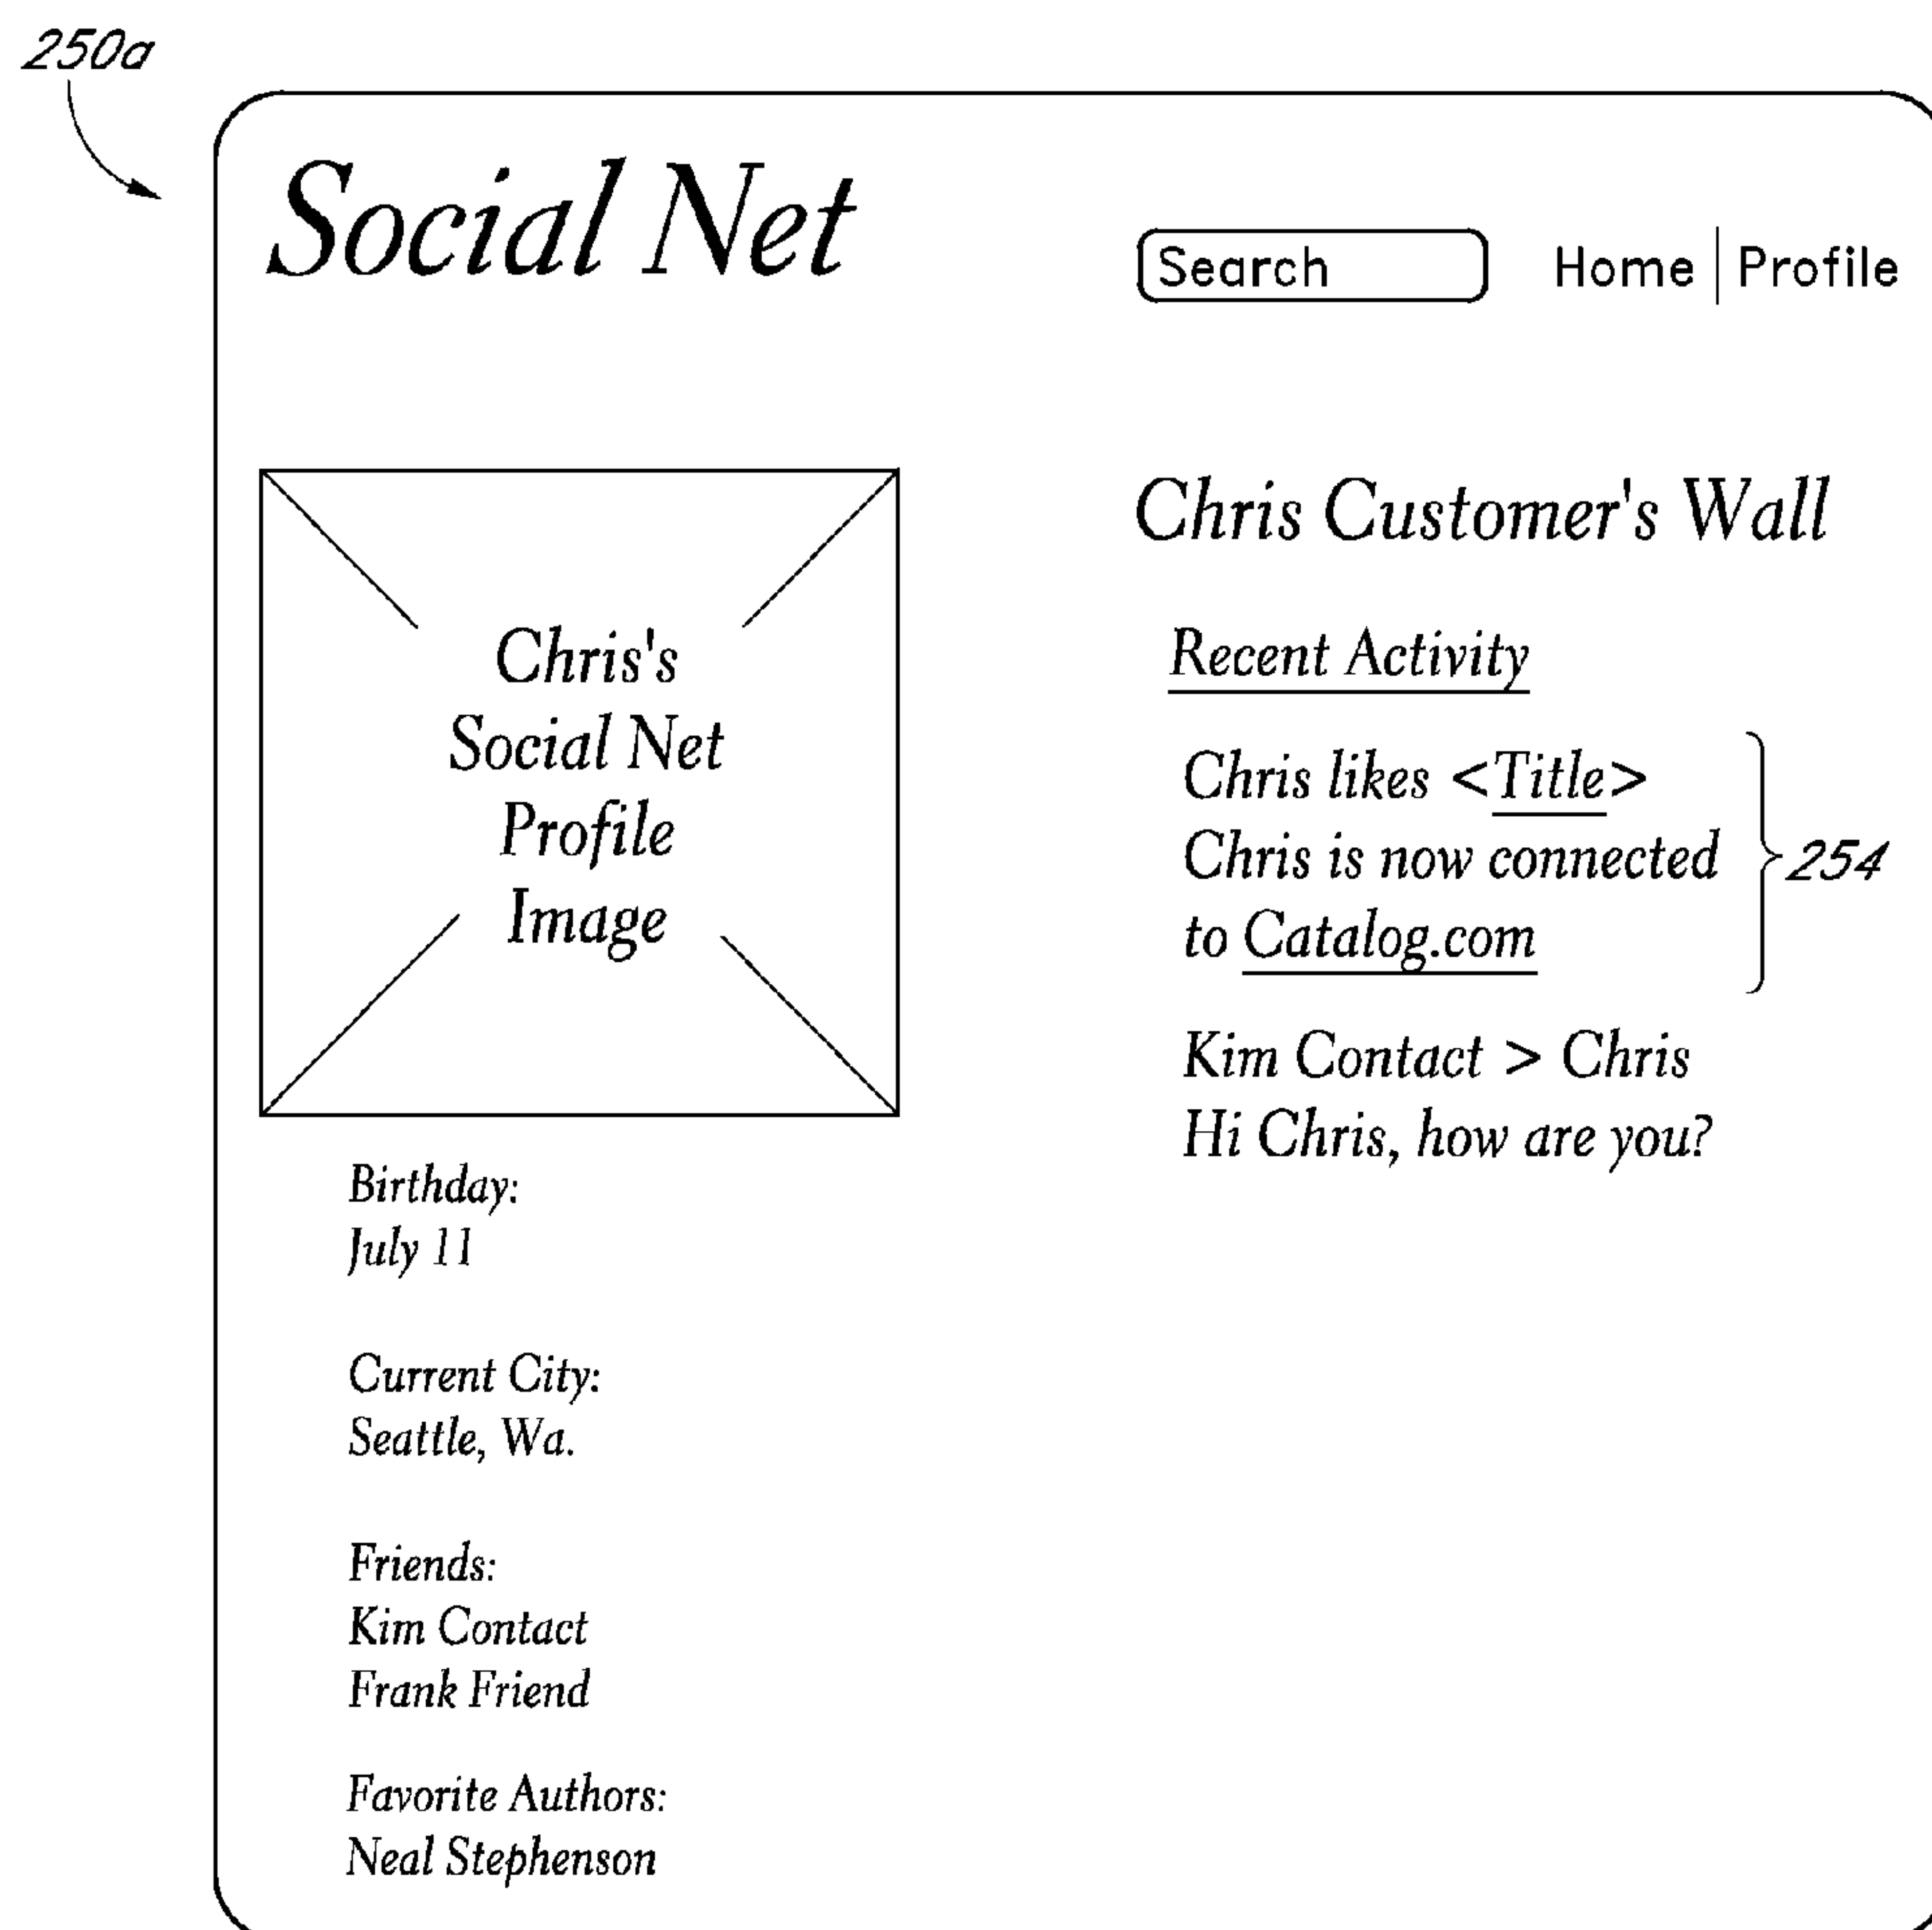 250a
Social Net
Search
Home | Profile
Chris's
Social Net
Profile
Image
Birthday:
July 11
Current City:
Seattle, Wa.
Friends:
Kim Contact
Frank Friend
Favorite Authors:
Neal Stephenson
Chris Customer's Wall
Recent Activity
Chris likes <Title>
Chris is now connected
to Catalog.com
254
Kim Contact > Chris
Hi Chris, how are you?